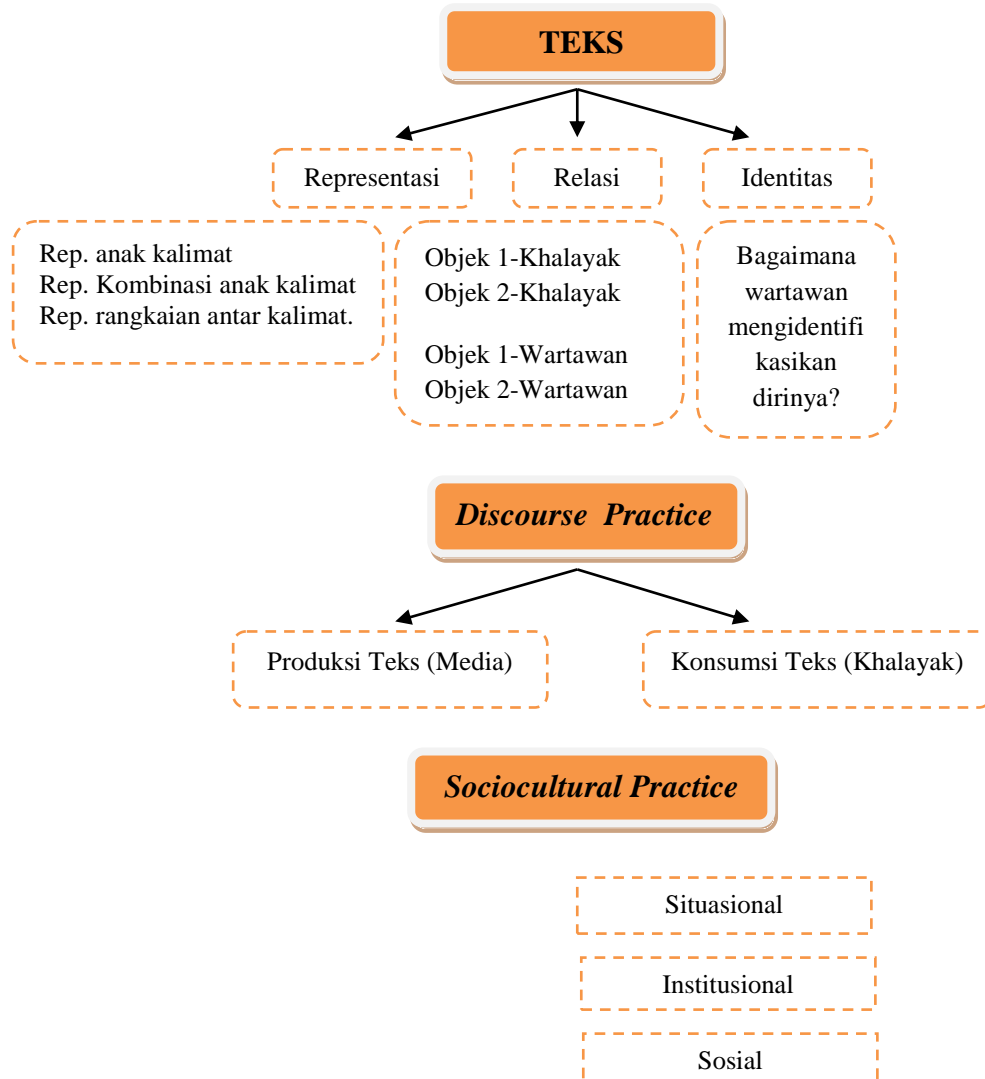 TEKS
Representasi
Relasi
Identitas
Rep. anak kalimat
Rep. Kombinasi anak kalimat
Rep. rangkaian antar kalimat.
Objek 1-Khalayak
Objek 2-Khalayak
Objek 1-Wartawan
Objek 2-Wartawan
Bagaimana
wartawan
mengidentifi
kasikan
dirinya?
Discourse Practice
Produksi Teks (Media)
Konsumsi Teks (Khalayak)
Sociocultural Practice
Situasional
Institusional
Sosial